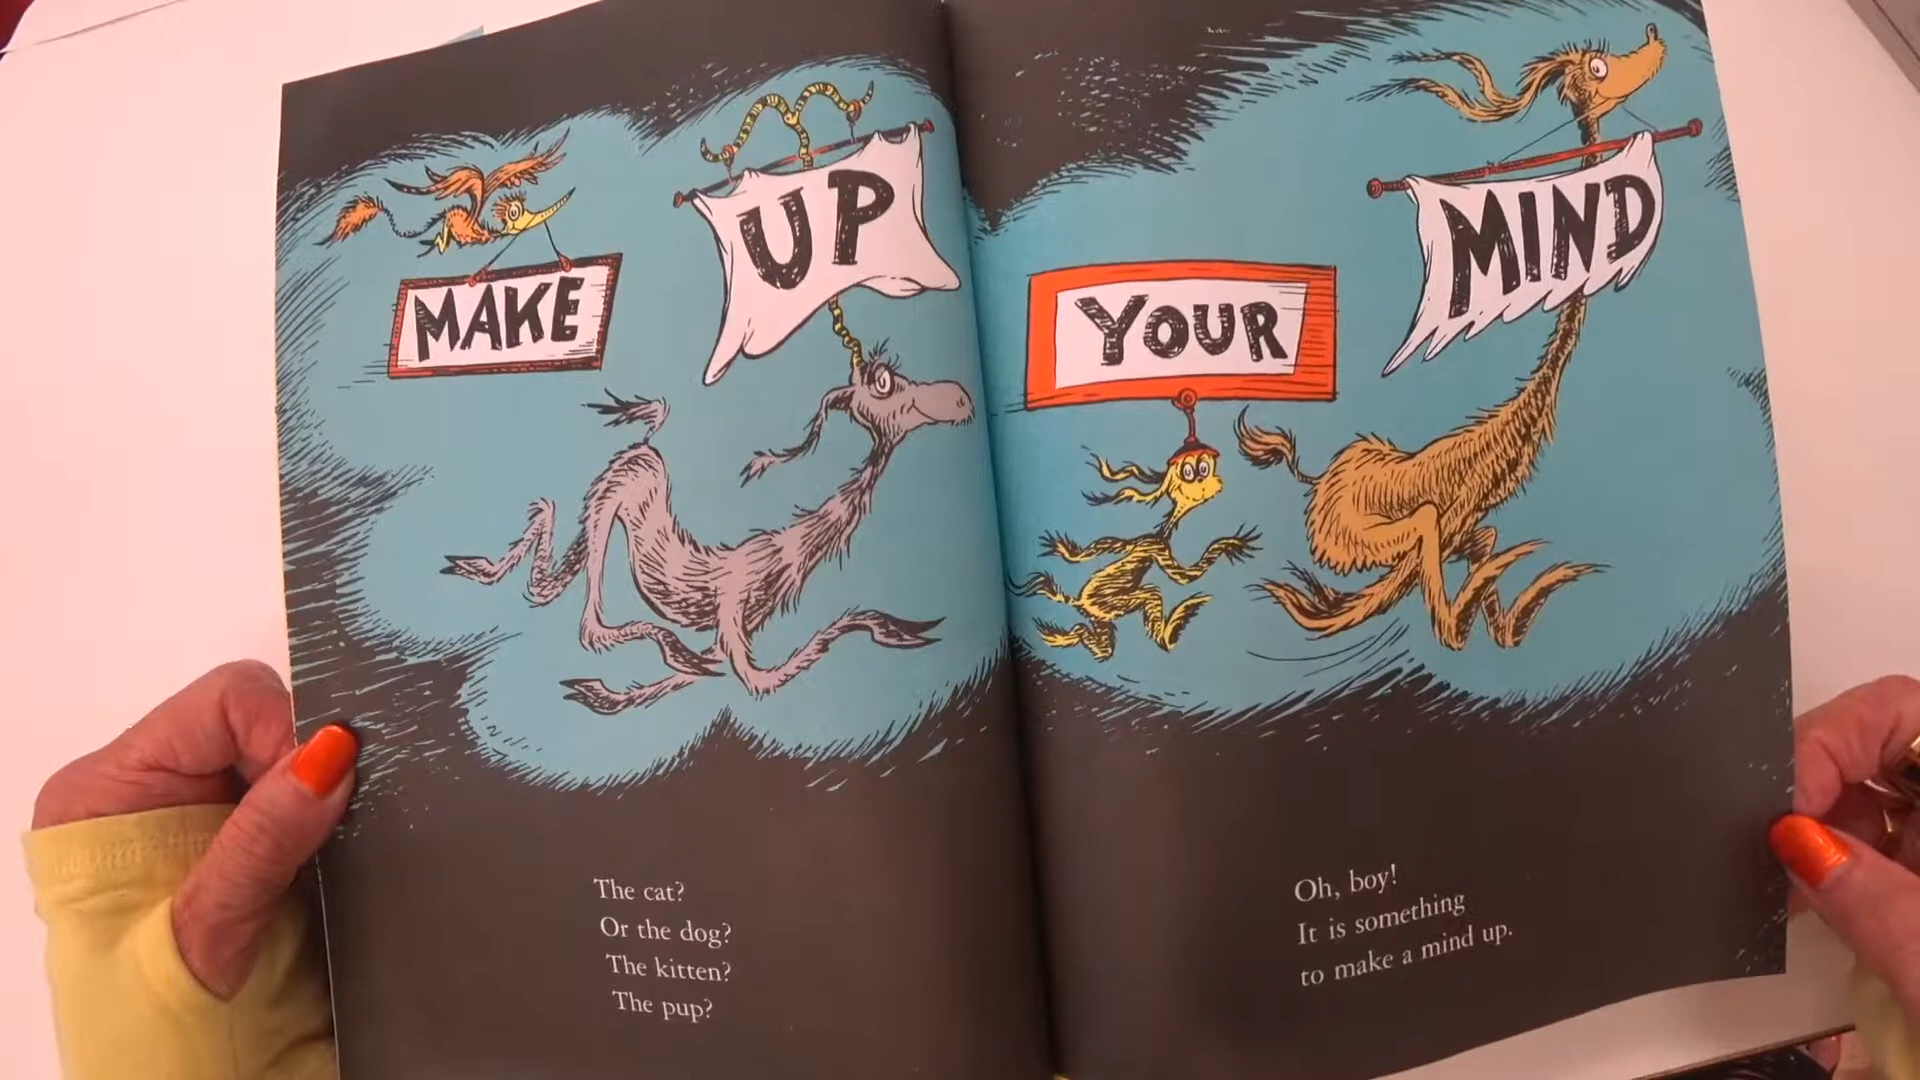 MAKE
UP
YOUR
MIND
The cat?
Or the dog?
The kitten?
The pup?
Oh, boy!
It is something
to make a mind up.